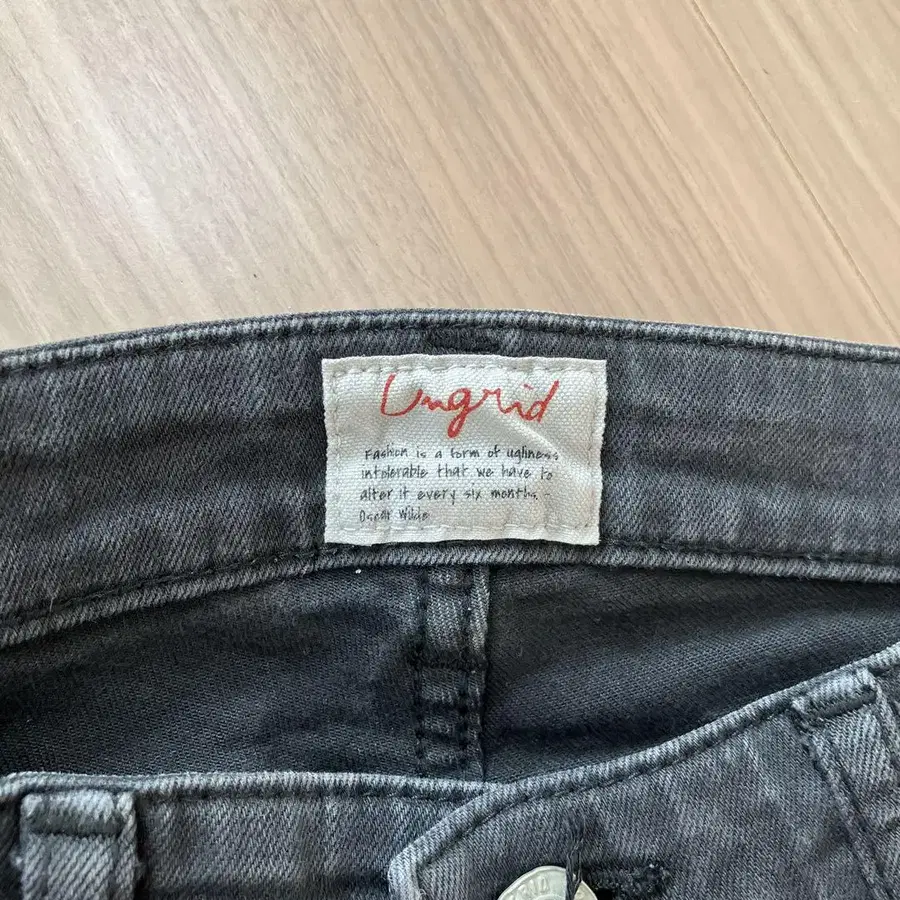 Ungrid
Fashion is a form of ugliness
intolerable that we have to
alter it every six months. -
Oscar Wilde